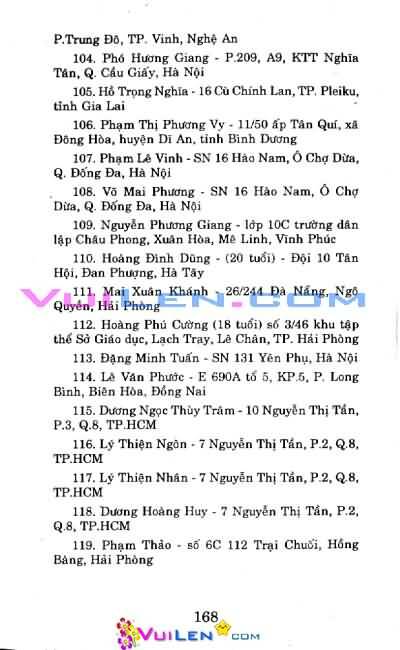 P.Trung Đô, TP. Vinh, Nghệ An
104. Phó Hương Giang - P.209, A9, KTT Nghĩa
Tân, Q. Cầu Giấy, Hà Nội
105. Hồ Trọng Nghĩa - 16 Cù Chính Lan, TP. Pleiku,
tỉnh Gia Lai
106. Phạm Thị Phương Vy - 11/50 ấp Tân Quí, xã
Đông Hòa, huyện Dĩ An, tỉnh Bình Dương
107. Phạm Lê Vinh - SN 16 Hào Nam, Ô Chợ Dừa,
Q. Đống Đa, Hà Nội
108. Võ Mai Phương - SN 16 Hào Nam, Ô Chợ
Dừa, Q. Đống Đa, Hà Nội
109. Nguyễn Phương Giang - lớp 10C trường dân
lập Châu Phong, Xuân Hòa, Mê Linh, Vĩnh Phúc
110. Hoàng Đình Dũng - (20 tuổi) - Đội 10 Tân
Hội, Đan Phượng, Hà Tây
111. Mai Xuân Khánh - 26/244 Đà Nẵng, Ngô
Quyền, Hải Phòng
VUILEN.COM
112. Hoàng Phú Cường (18 tuổi) số 3/46 khu tập
thể Sở Giáo dục, Lạch Tray, Lê Chân, TP. Hải Phòng
113. Đặng Minh Tuấn - SN 131 Yên Phụ, Hà Nội
114. Lê Văn Phước - E 690A tổ 5, KP.5, P. Long
Bình, Biên Hòa, Đồng Nai
115. Dương Ngọc Thùy Trâm - 10 Nguyễn Thị Tần,
P.3, Q.8, TP.HCM
116. Lý Thiện Ngôn - 7 Nguyễn Thị Tần, P.2, Q.8,
TP.HCM
117. Lý Thiện Nhân - 7 Nguyễn Thị Tần, P.2, Q.8,
TP.HCM
118. Dương Hoàng Huy - 7 Nguyễn Thị Tần, P.2,
Q.8, TP.HCM
119. Phạm Thảo - số 6C 112 Trại Chuối, Hồng
Bàng, Hải Phòng
168
VUILEN.COM